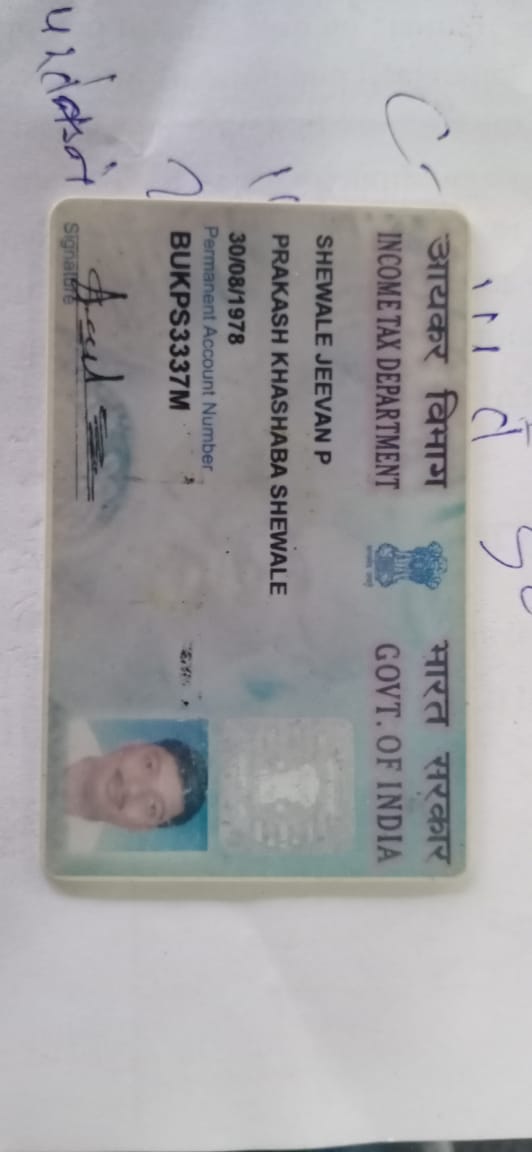 आयकर विभाग
भारत सरकार
INCOME TAX DEPARTMENT
GOVT. OF INDIA
SHEWALE JEEVAN P
PRAKASH KHASHABA SHEWALE
30/08/1978
Permanent Account Number
BUKPS3337M
Signature